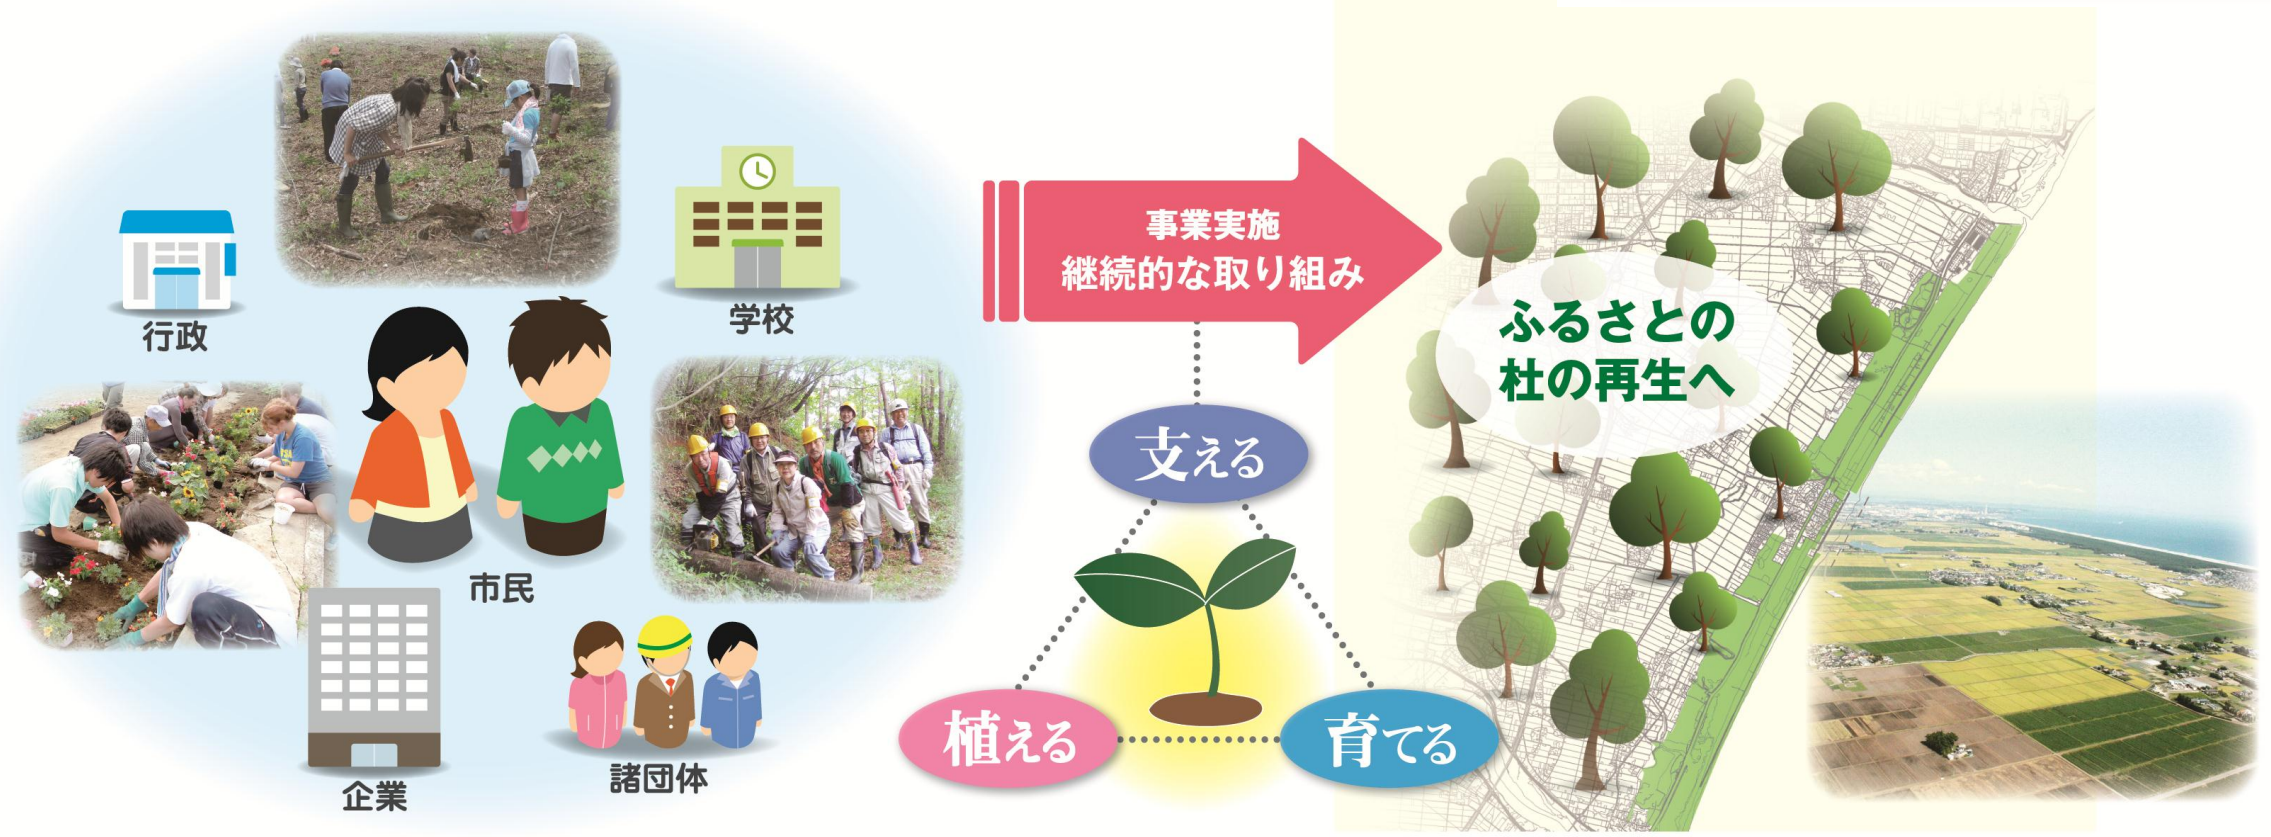 行政
学校
市民
企業
諸団体
事業実施
継続的な取り組み
支える
植える
育てる
ふるさとの
杜の再生へ